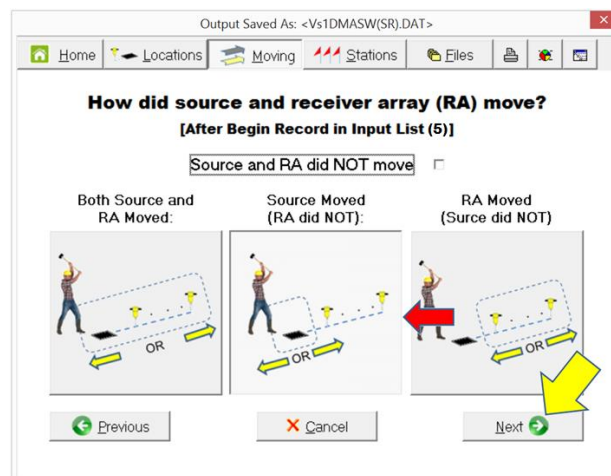 Output Saved As: <Vs1DMASW(SR).DAT>
Home Locations Moving Stations Files
How did source and receiver array (RA) move?
[After Begin Record in Input List (5)]
Source and RA did NOT move
Both Source and
RA Moved:
Source Moved
(RA did NOT):
RA Moved
(Surce did NOT)
OR
OR
OR
Previous
Cancel
Next